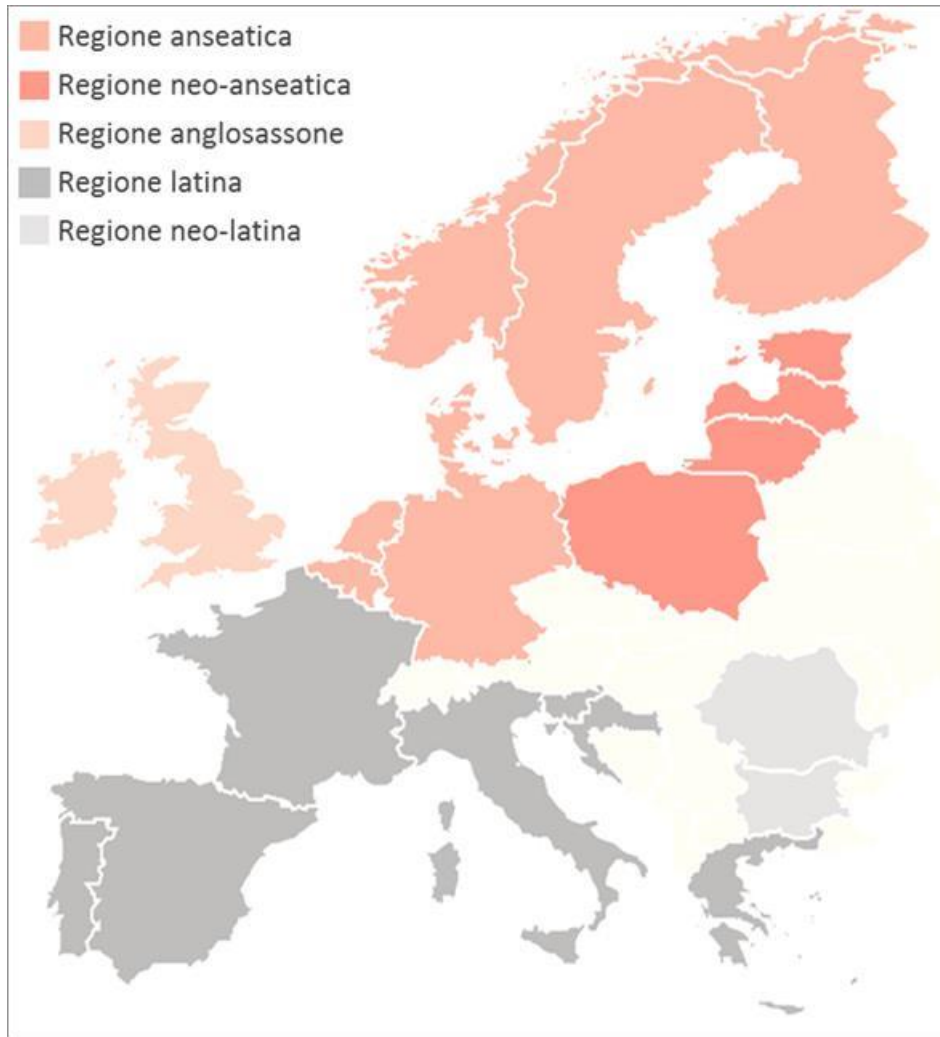 Regione anseatica
Regione neo-anseatica
Regione anglosassone
Regione latina
Regione neo-latina